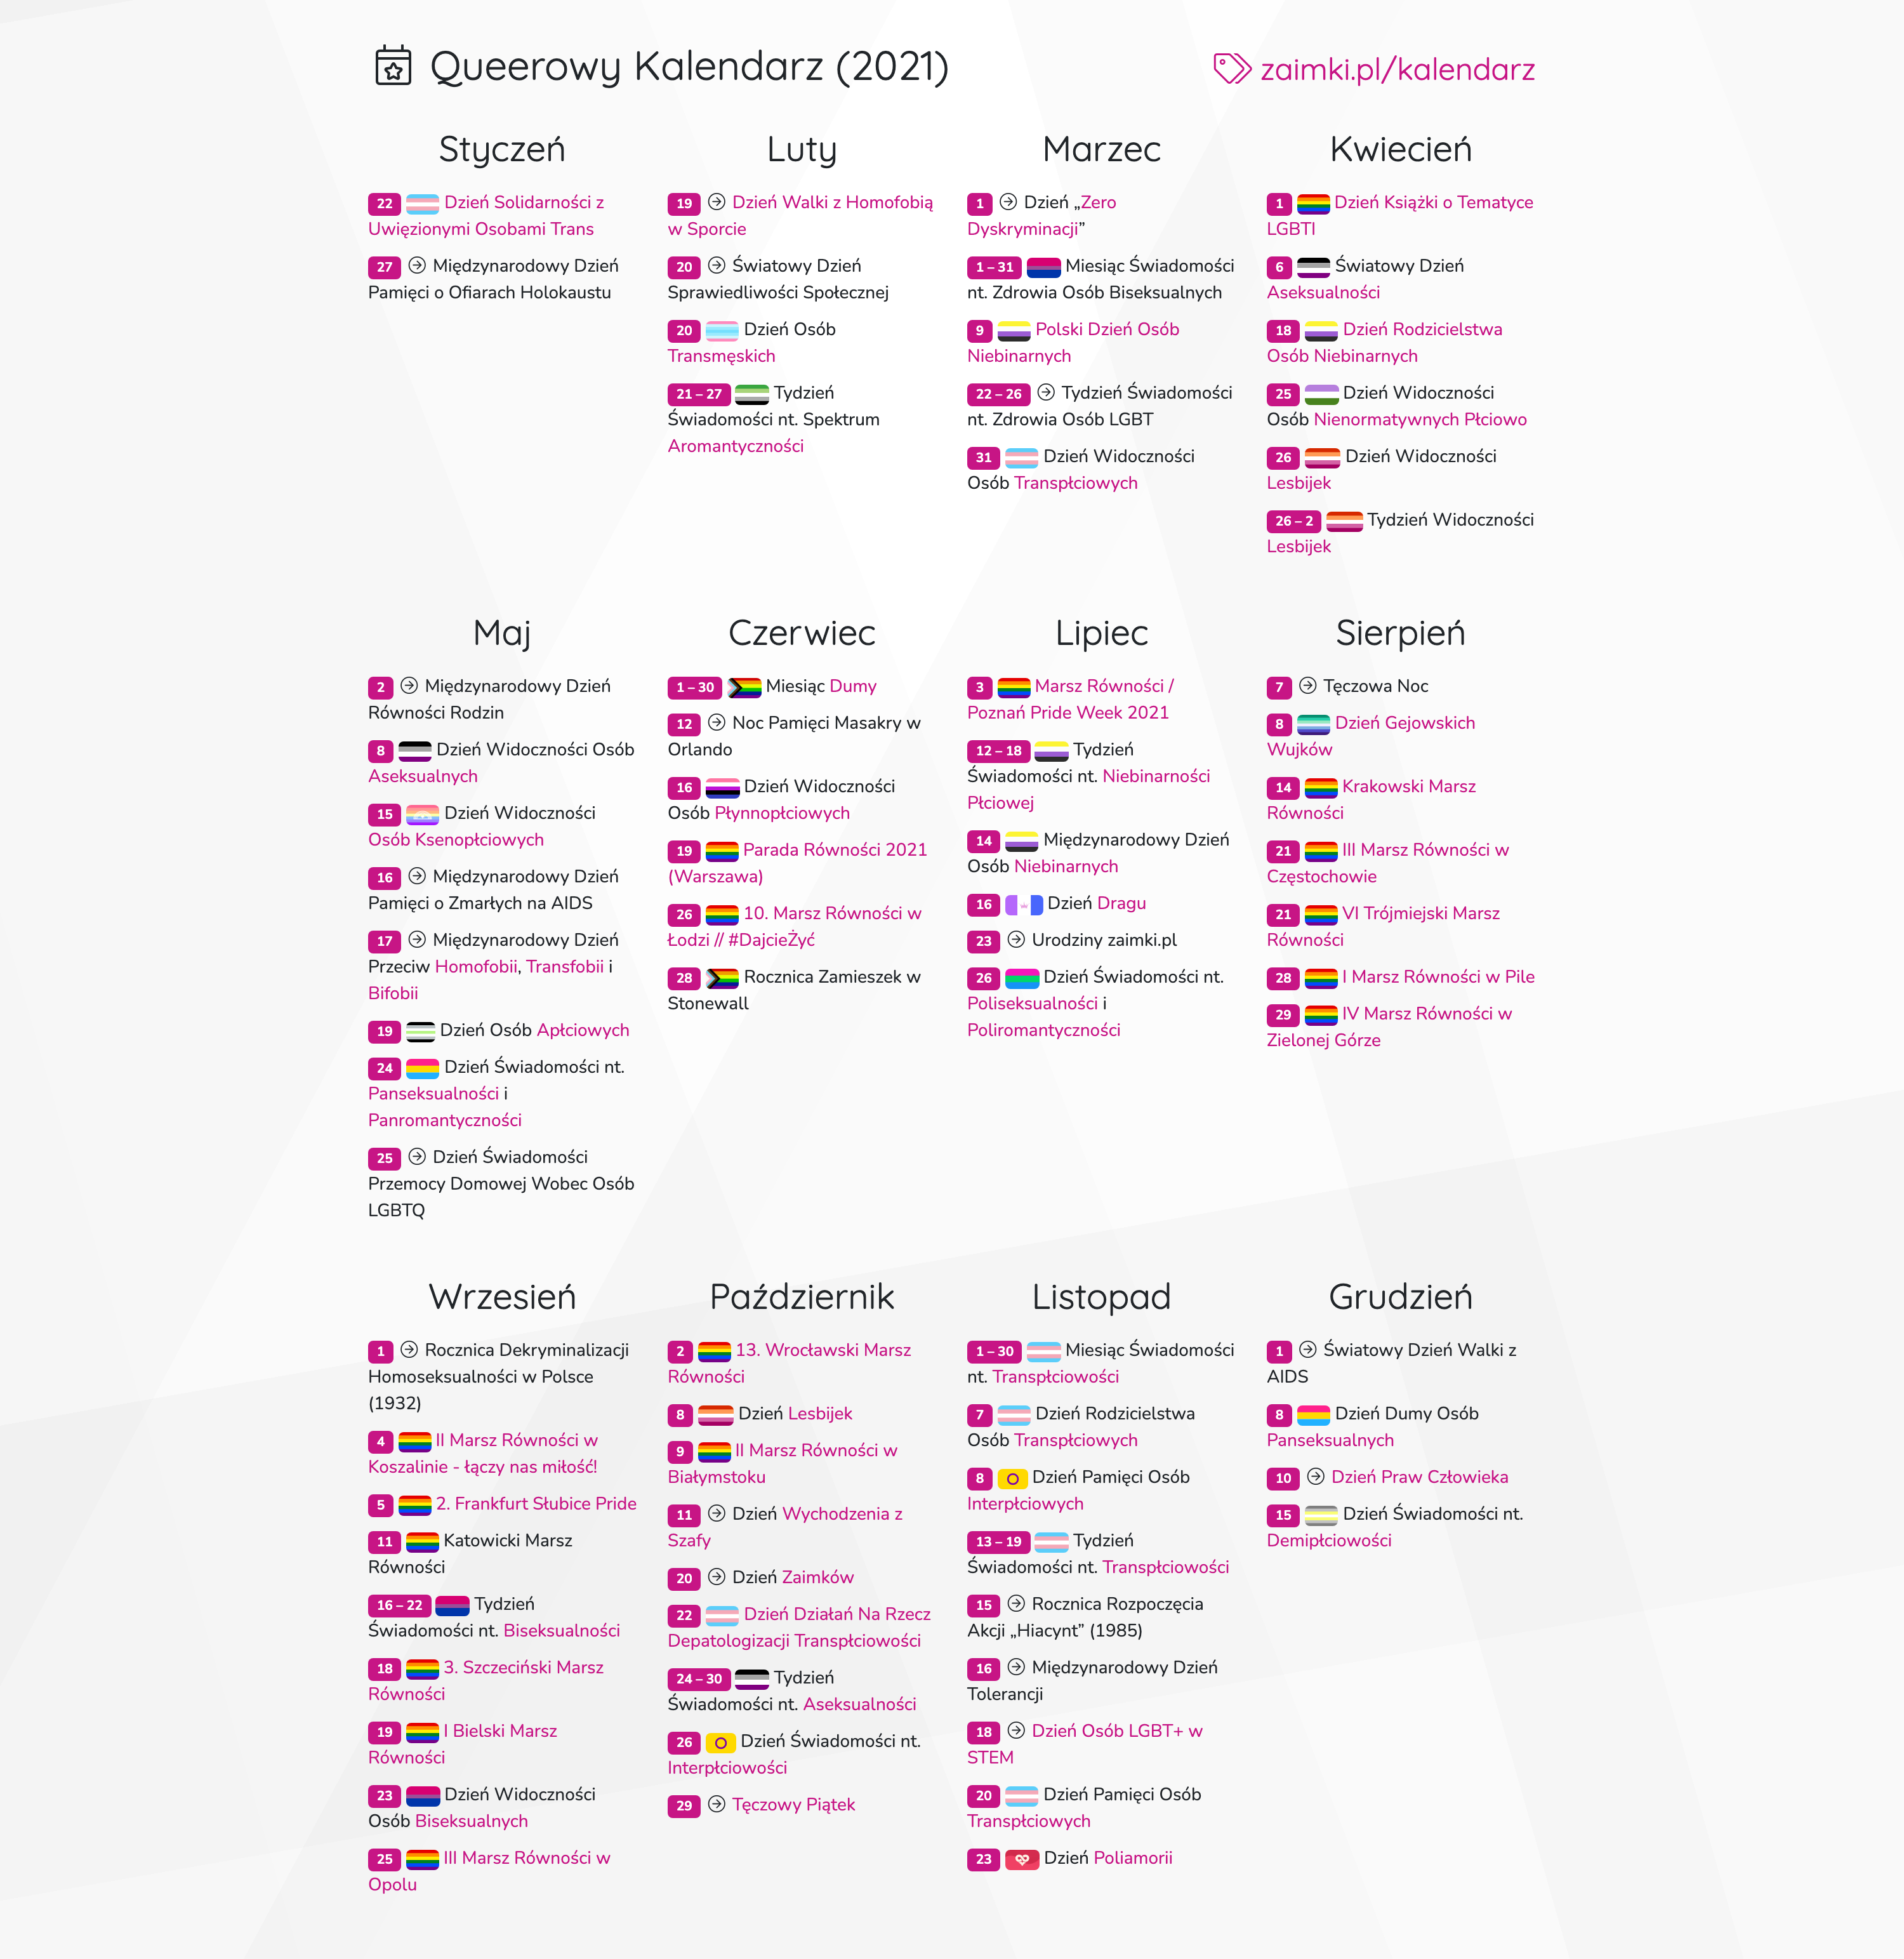 Queerowy Kalendarz (2021)
zaimki.pl/kalendarz
Styczeń
22 Dzień Solidarności z
Uwięzionymi Osobami Trans
27 Międzynarodowy Dzień
Pamięci o Ofiarach Holokaustu
Luty
19 Dzień Walki z Homofobią
w Sporcie
20 Światowy Dzień
Sprawiedliwości Społecznej
20 Dzień Osób
Transmęskich
21 – 27 Tydzień
Świadomości nt. Spektrum
Aromantyczności
Marzec
1 Dzień „Zero
Dyskryminacji”
1 – 31 Miesiąc Świadomości
nt. Zdrowia Osób Biseksualnych
9 Polski Dzień Osób
Niebinarnych
22 – 26 Tydzień Świadomości
nt. Zdrowia Osób LGBT
31 Dzień Widoczności
Osób Transpłciowych
Kwiecień
1 Dzień Książki o Tematyce
LGBTI
6 Światowy Dzień
Aseksualności
18 Dzień Rodzicielstwa
Osób Niebinarnych
25 Dzień Widoczności
Osób Nienormatywnych Płciowo
26 Dzień Widoczności
Lesbijek
26 – 2 Tydzień Widoczności
Lesbijek
Maj
2 Międzynarodowy Dzień
Równości Rodzin
8 Dzień Widoczności Osób
Aseksualnych
15 Dzień Widoczności
Osób Ksenopłciowych
16 Międzynarodowy Dzień
Pamięci o Zmarłych na AIDS
17 Międzynarodowy Dzień
Przeciw Homofobii, Transfobii i
Bifobii
19 Dzień Osób Apłciowych
24 Dzień Świadomości nt.
Panseksualności i
Panromantyczności
25 Dzień Świadomości
Przemocy Domowej Wobec Osób
LGBTQ
Czerwiec
1 – 30 Miesiąc Dumy
12 Noc Pamięci Masakry w
Orlando
16 Dzień Widoczności
Osób Płynnopłciowych
19 Parada Równości 2021
(Warszawa)
26 10. Marsz Równości w
Łodzi // #DajcieŻyć
28 Rocznica Zamieszek w
Stonewall
Lipiec
3 Marsz Równości /
Poznań Pride Week 2021
12 – 18 Tydzień
Świadomości nt. Niebinarności
Płciowej
14 Międzynarodowy Dzień
Osób Niebinarnych
16 Dzień Dragu
23 Urodziny zaimki.pl
26 Dzień Świadomości nt.
Poliseksualności i
Poliromantyczności
Sierpień
7 Tęczowa Noc
8 Dzień Gejowskich
Wujków
14 Krakowski Marsz
Równości
21 III Marsz Równości w
Częstochowie
21 VI Trójmiejski Marsz
Równości
28 I Marsz Równości w Pile
29 IV Marsz Równości w
Zielonej Górze
Wrzesień
1 Rocznica Dekryminalizacji
Homoseksualności w Polsce
(1932)
4 II Marsz Równości w
Koszalinie - łączy nas miłość!
5 2. Frankfurt Słubice Pride
11 Katowicki Marsz
Równości
16 – 22 Tydzień
Świadomości nt. Biseksualności
18 3. Szczeciński Marsz
Równości
19 I Bielski Marsz
Równości
23 Dzień Widoczności
Osób Biseksualnych
25 III Marsz Równości w
Opolu
Październik
2 13. Wrocławski Marsz
Równości
8 Dzień Lesbijek
9 II Marsz Równości w
Białymstoku
11 Dzień Wychodzenia z
Szafy
20 Dzień Zaimków
22 Dzień Działań Na Rzecz
Depatologizacji Transpłciowości
24 – 30 Tydzień
Świadomości nt. Aseksualności
26 Dzień Świadomości nt.
Interpłciowości
29 Tęczowy Piątek
Listopad
1 – 30 Miesiąc Świadomości
nt. Transpłciowości
7 Dzień Rodzicielstwa
Osób Transpłciowych
8 Dzień Pamięci Osób
Interpłciowych
13 – 19 Tydzień
Świadomości nt. Transpłciowości
15 Rocznica Rozpoczęcia
Akcji „Hiacynt” (1985)
16 Międzynarodowy Dzień
Tolerancji
18 Dzień Osób LGBT+ w
STEM
20 Dzień Pamięci Osób
Transpłciowych
23 Dzień Poliamorii
Grudzień
1 Światowy Dzień Walki z
AIDS
8 Dzień Dumy Osób
Panseksualnych
10 Dzień Praw Człowieka
15 Dzień Świadomości nt.
Demipłciowości